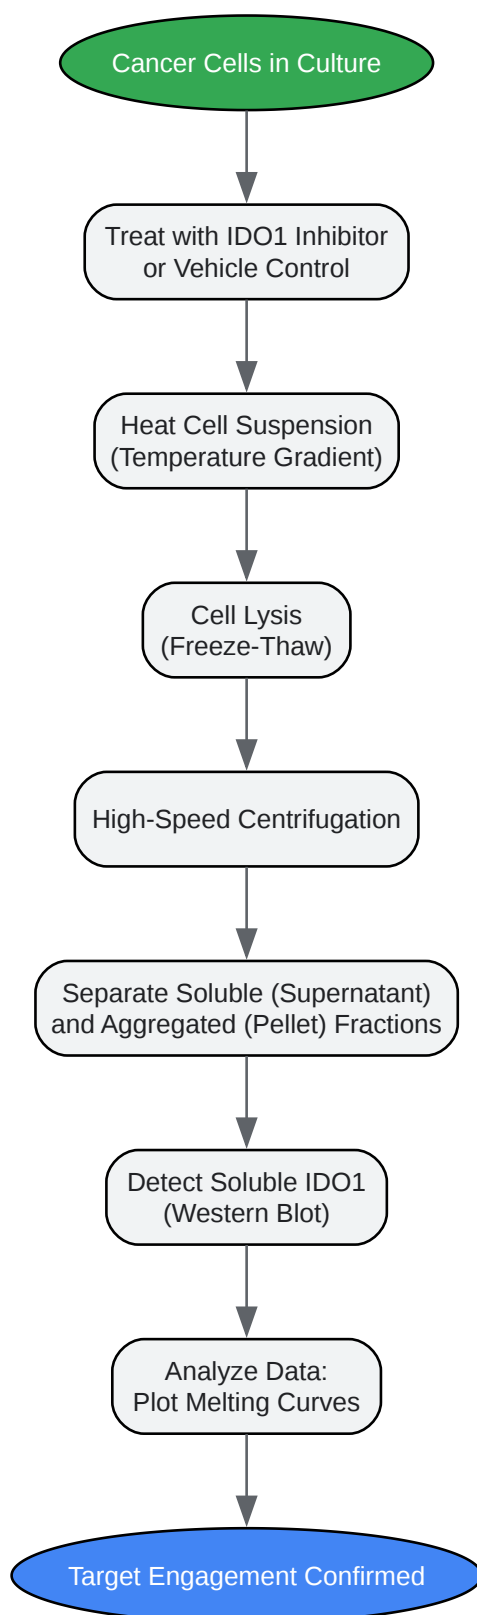 Cancer Cells in Culture
Treat with IDO1 Inhibitor
or Vehicle Control
Heat Cell Suspension
(Temperature Gradient)
Cell Lysis
(Freeze-Thaw)
High-Speed Centrifugation
Separate Soluble (Supernatant)
and Aggregated (Pellet) Fractions
Detect Soluble IDO1
(Western Blot)
Analyze Data:
Plot Melting Curves
Target Engagement Confirmed